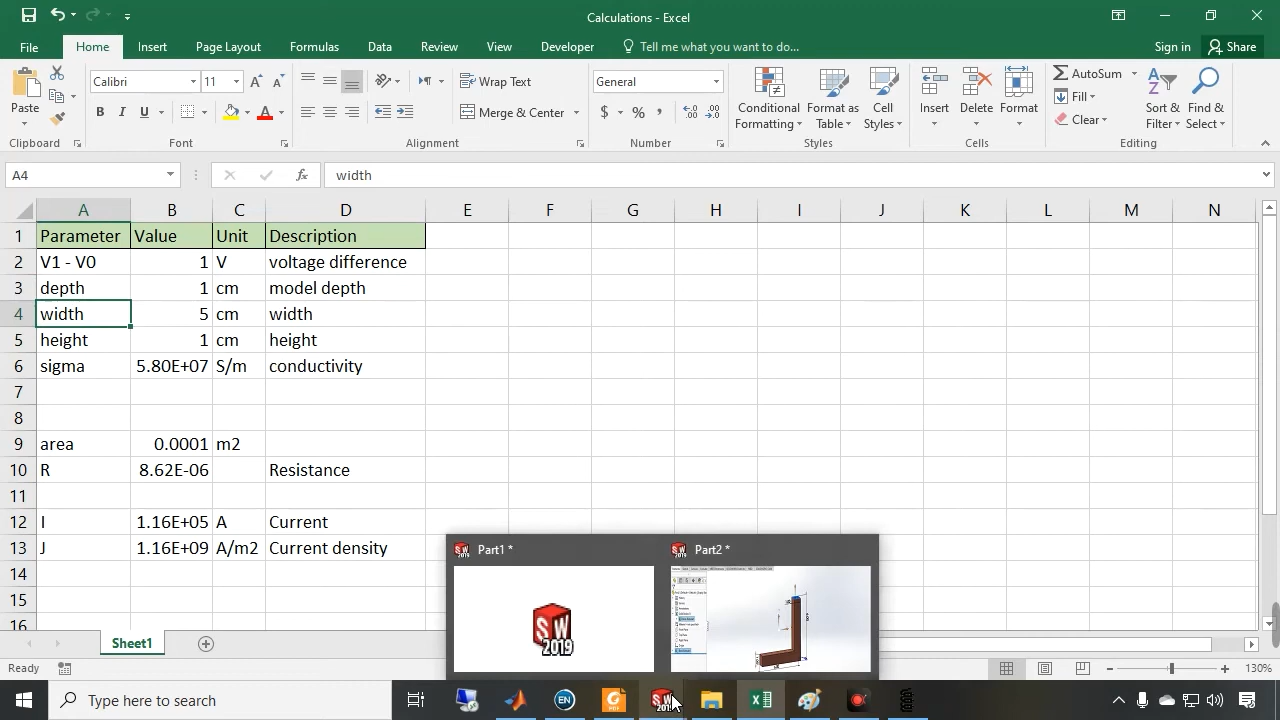 Calculations - Excel
File Home Insert Page Layout Formulas Data Review View Developer Tell me what you want to do... Sign in Share
Calibri 11 Wrap Text General AutoSum
Paste B I U Merge & Center $ % , Conditional Formatting Format as Table Cell Styles Insert Delete Format Fill Clear Sort & Filter Find & Select
Clipboard Font Alignment Number Styles Cells Editing
A4 fx width
A B C D E F G H I J K L M N
1 Parameter Value Unit Description
2 V1 - V0 1 V voltage difference
3 depth 1 cm model depth
4 width 5 cm width
5 height 1 cm height
6 sigma 5.80E+07 S/m conductivity
7
8
9 area 0.0001 m2
10 R 8.62E-06 Resistance
11
12 I 1.16E+05 A Current
13 J 1.16E+09 A/m2 Current density
14
15
16
Part1 * Part2 *
SW 2019
Sheet1
Ready 130%
Type here to search EN